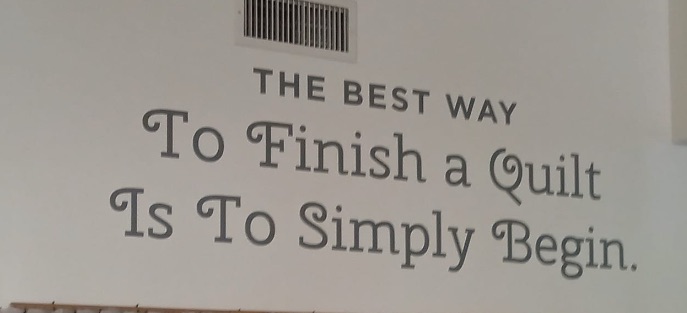 THE BEST WAY
To Finish a Quilt
Is To Simply Begin.